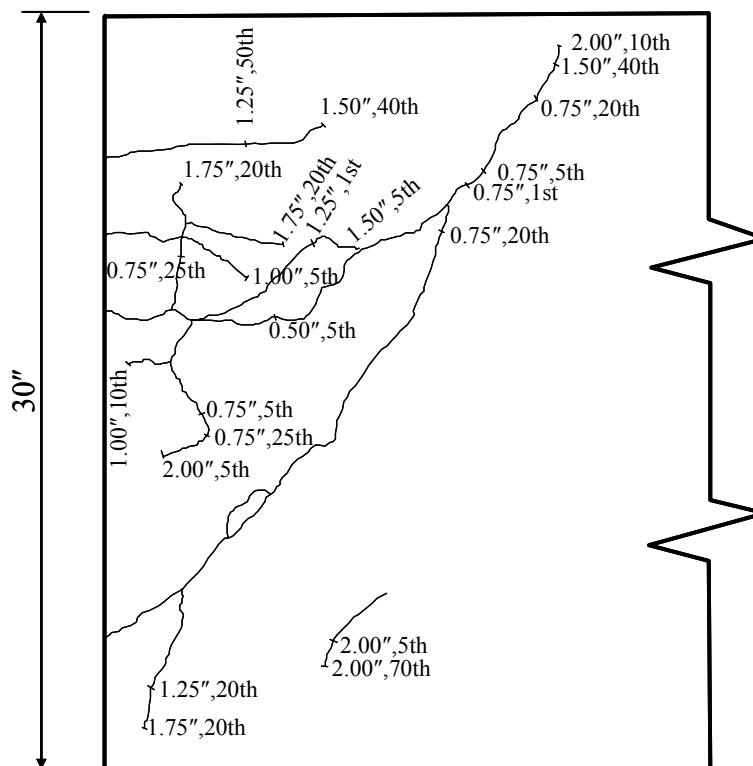 2.00″,10th
1.50″,40th
0.75″,20th
1.25″,50th
1.50″,40th
1.75″,20th
0.75″,5th
0.75″,1st
1.75″,20th
1.25″,1st
1.50″,5th
0.75″,20th
0.75″,25th
1.00″,5th
0.50″,5th
30″
1.00″,10th
0.75″,5th
0.75″,25th
2.00″,5th
2.00″,5th
2.00″,70th
1.25″,20th
1.75″,20th